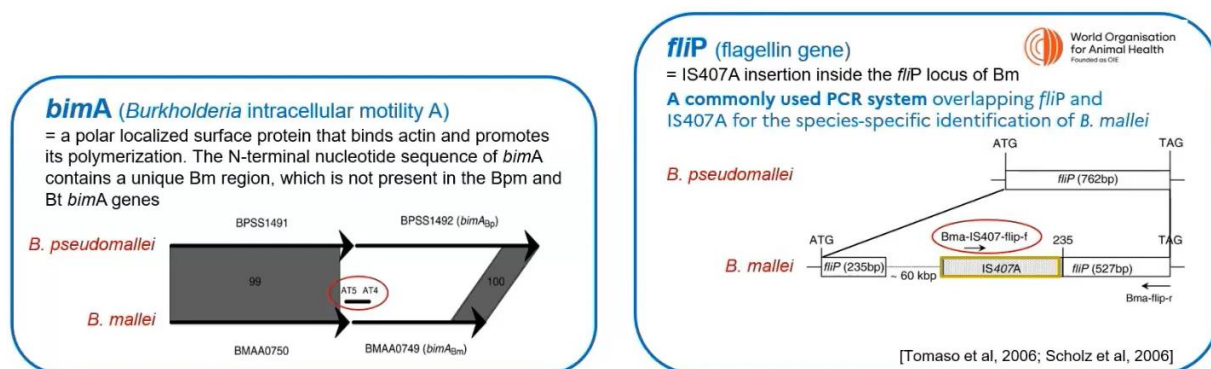 bimA (Burkholderia intracellular motility A)
= a polar localized surface protein that binds actin and promotes
its polymerization. The N-terminal nucleotide sequence of bimA
contains a unique Bm region, which is not present in the Bpm and
Bt bimA genes
BPSS1491
BPSS1492 (bimABp)
B. pseudomallei
99
AT5 AT4
100
B. mallei
BMAA0750
BMAA0749 (bimABm)
fliP (flagellin gene)
World Organisation
for Animal Health
Founded as OIE
= IS407A insertion inside the fliP locus of Bm
A commonly used PCR system overlapping fliP and
IS407A for the species-specific identification of B. mallei
ATG
TAG
B. pseudomallei
fliP (762bp)
Bma-IS407-flip-f
ATG
235
TAG
B. mallei
fliP (235bp)
~ 60 kbp
IS407A
fliP (527bp)
Bma-flip-r
[Tomaso et al, 2006; Scholz et al, 2006]